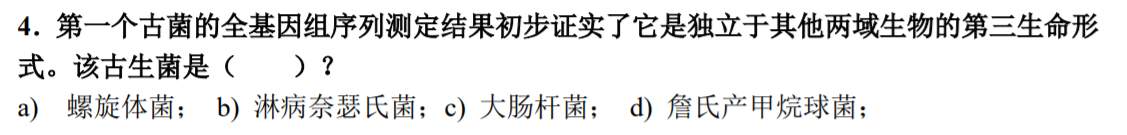 4．第一个古菌的全基因组序列测定结果初步证实了它是独立于其他两域生物的第三生命形
式。该古生菌是（　　）？
a) 螺旋体菌； b) 淋病奈瑟氏菌；c) 大肠杆菌； d) 詹氏产甲烷球菌；